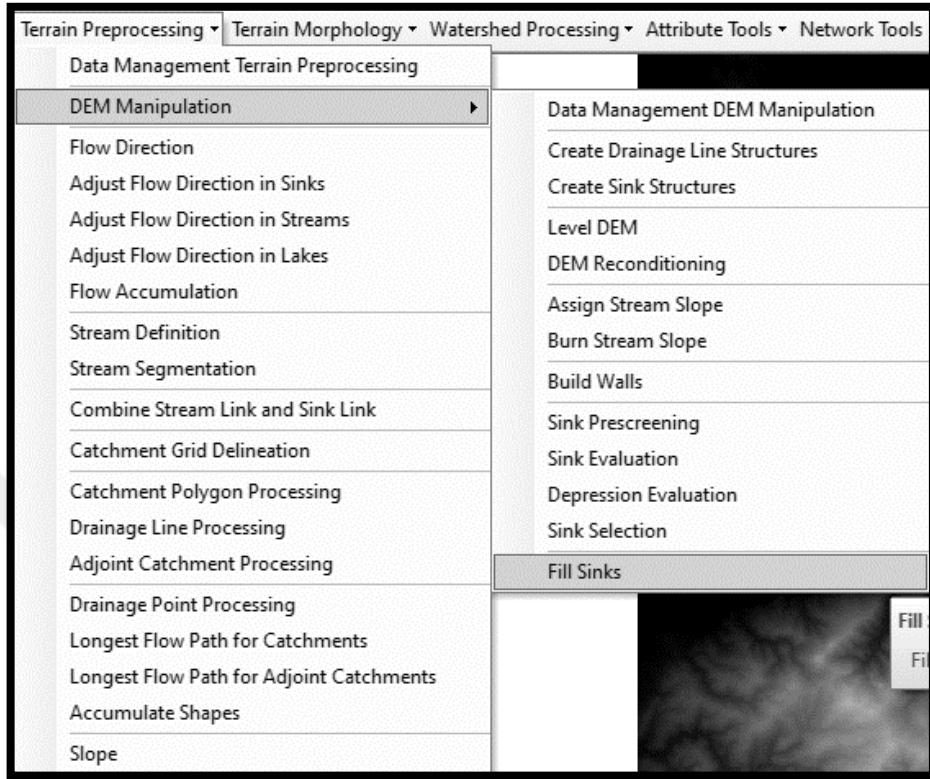 Terrain Preprocessing Terrain Morphology Watershed Processing Attribute Tools Network Tools
Data Management Terrain Preprocessing
DEM Manipulation
Flow Direction
Adjust Flow Direction in Sinks
Adjust Flow Direction in Streams
Adjust Flow Direction in Lakes
Flow Accumulation
Stream Definition
Stream Segmentation
Combine Stream Link and Sink Link
Catchment Grid Delineation
Catchment Polygon Processing
Drainage Line Processing
Adjoint Catchment Processing
Drainage Point Processing
Longest Flow Path for Catchments
Longest Flow Path for Adjoint Catchments
Accumulate Shapes
Slope
Data Management DEM Manipulation
Create Drainage Line Structures
Create Sink Structures
Level DEM
DEM Reconditioning
Assign Stream Slope
Burn Stream Slope
Build Walls
Sink Prescreening
Sink Evaluation
Depression Evaluation
Sink Selection
Fill Sinks
Fill